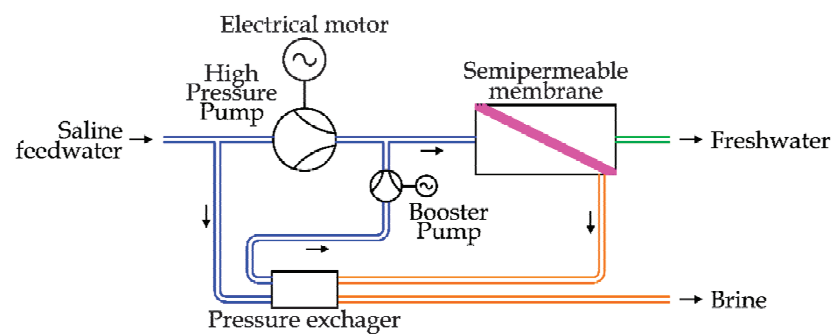 Electrical motor
High
Pressure
Pump
Semipermeable
membrane
Saline
feedwater
Freshwater
Booster
Pump
Brine
Pressure exchager